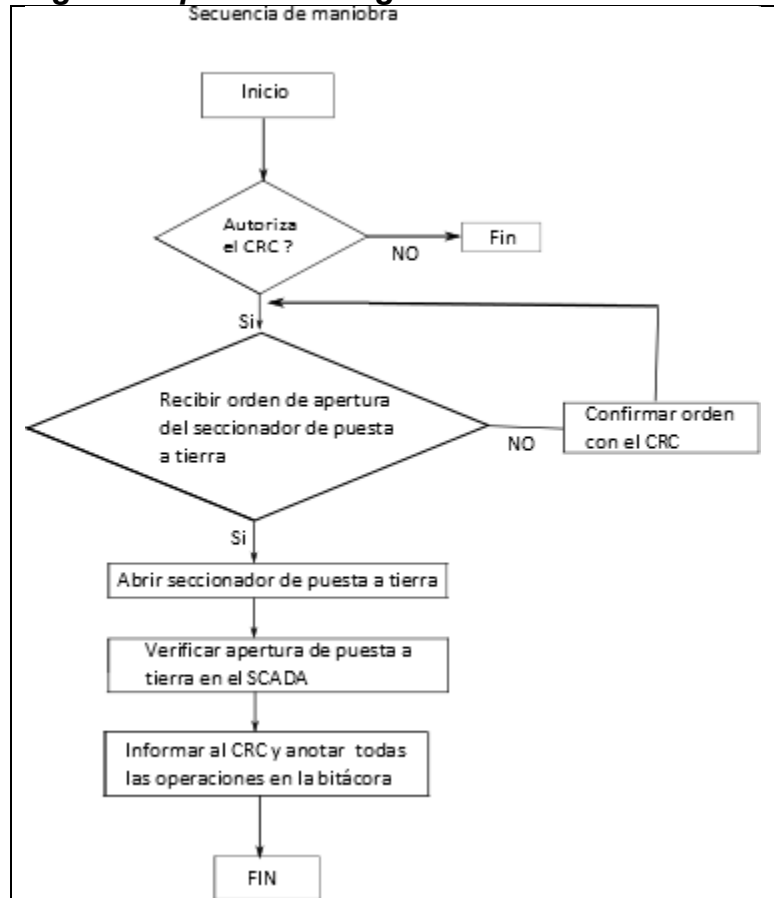 Secuencia de maniobra
Inicio
Autoriza
el CRC ?
NO
Fin
Si
Recibir orden de apertura
del seccionador de puesta
a tierra
NO
Confirmar orden
con el CRC
Si
Abrir seccionador de puesta a tierra
Verificar apertura de puesta a
tierra en el SCADA
Informar al CRC y anotar todas
las operaciones en la bitácora
FIN